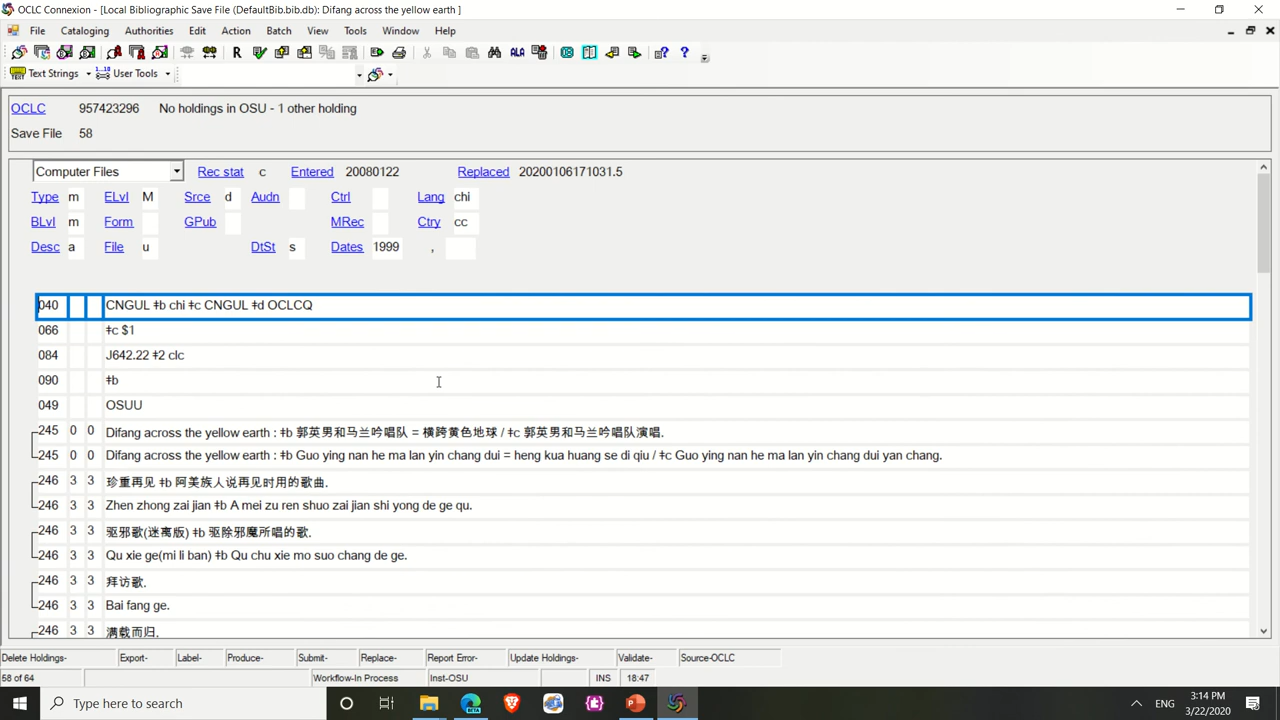 OCLC Connexion - [Local Bibliographic Save File (DefaultBib.bib.db): Difang across the yellow earth ]
File Cataloging Authorities Edit Action Batch View Tools Window Help
R ALA
Text Strings User Tools
OCLC 957423296 No holdings in OSU - 1 other holding
Save File 58
Computer Files Rec stat c Entered 20080122 Replaced 20200106171031.5
Type m ELvl M Srce d Audn Ctrl Lang chi
BLvl m Form GPub MRec Ctry cc
Desc a File u DtSt s Dates 1999 ,
040 CNGUL ǂb chi ǂc CNGUL ǂd OCLCQ
066 ǂc $1
084 J642.22 ǂ2 clc
090 ǂb
049 OSUU
245 0 0 Difang across the yellow earth : ǂb 郭英男和马兰吟唱队 = 横跨黄色地球 / ǂc 郭英男和马兰吟唱队演唱.
245 0 0 Difang across the yellow earth : ǂb Guo ying nan he ma lan yin chang dui = heng kua huang se di qiu / ǂc Guo ying nan he ma lan yin chang dui yan chang.
246 3 3 珍重再见 ǂb 阿美族人说再见时用的歌曲.
246 3 3 Zhen zhong zai jian ǂb A mei zu ren shuo zai jian shi yong de ge qu.
246 3 3 驱邪歌(迷离版) ǂb 驱除邪魔所唱的歌.
246 3 3 Qu xie ge(mi li ban) ǂb Qu chu xie mo suo chang de ge.
246 3 3 拜访歌.
246 3 3 Bai fang ge.
246 3 3 满载而归.
Delete Holdings- Export- Label- Produce- Submit- Replace- Report Error- Update Holdings- Validate- Source-OCLC
58 of 64 Workflow-In Process Inst-OSU INS 18:47
Type here to search ENG 3:14 PM
3/22/2020